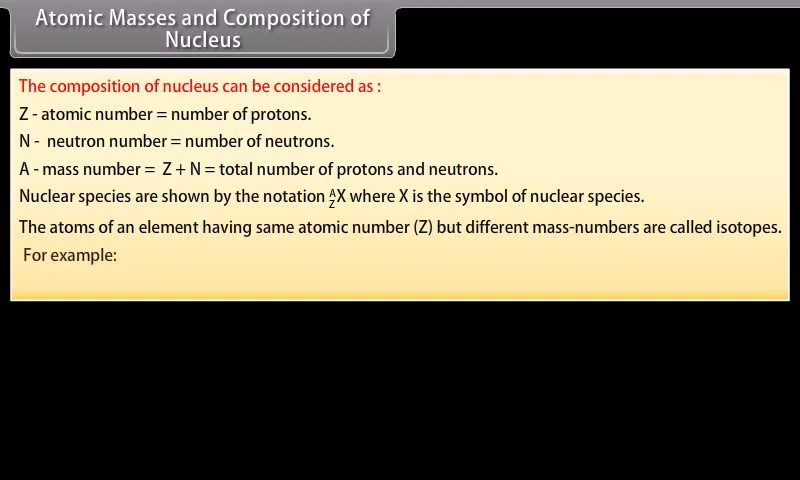 Atomic Masses and Composition of
Nucleus
The composition of nucleus can be considered as :
Z - atomic number = number of protons.
N - neutron number = number of neutrons.
A - mass number = Z + N = total number of protons and neutrons.
Nuclear species are shown by the notation ᴬ_ZX where X is the symbol of nuclear species.
The atoms of an element having same atomic number (Z) but different mass-numbers are called isotopes.
For example: